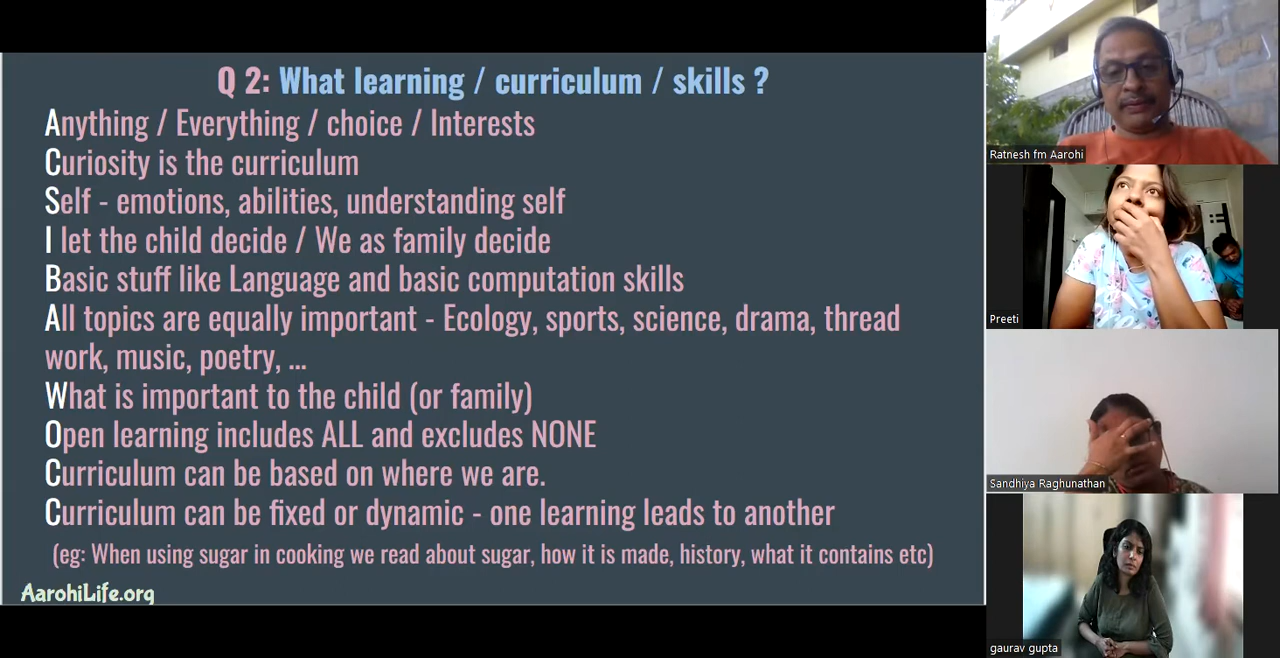 Q 2: What learning / curriculum / skills ?
Anything / Everything / choice / Interests
Curiosity is the curriculum
Self - emotions, abilities, understanding self
I let the child decide / We as family decide
Basic stuff like Language and basic computation skills
All topics are equally important - Ecology, sports, science, drama, thread
work, music, poetry, ...
What is important to the child (or family)
Open learning includes ALL and excludes NONE
Curriculum can be based on where we are.
Curriculum can be fixed or dynamic - one learning leads to another
(eg: When using sugar in cooking we read about sugar, how it is made, history, what it contains etc)
AarohiLife.org
Ratnesh fm Aarohi
Preeti
Sandhiya Raghunathan
gaurav gupta